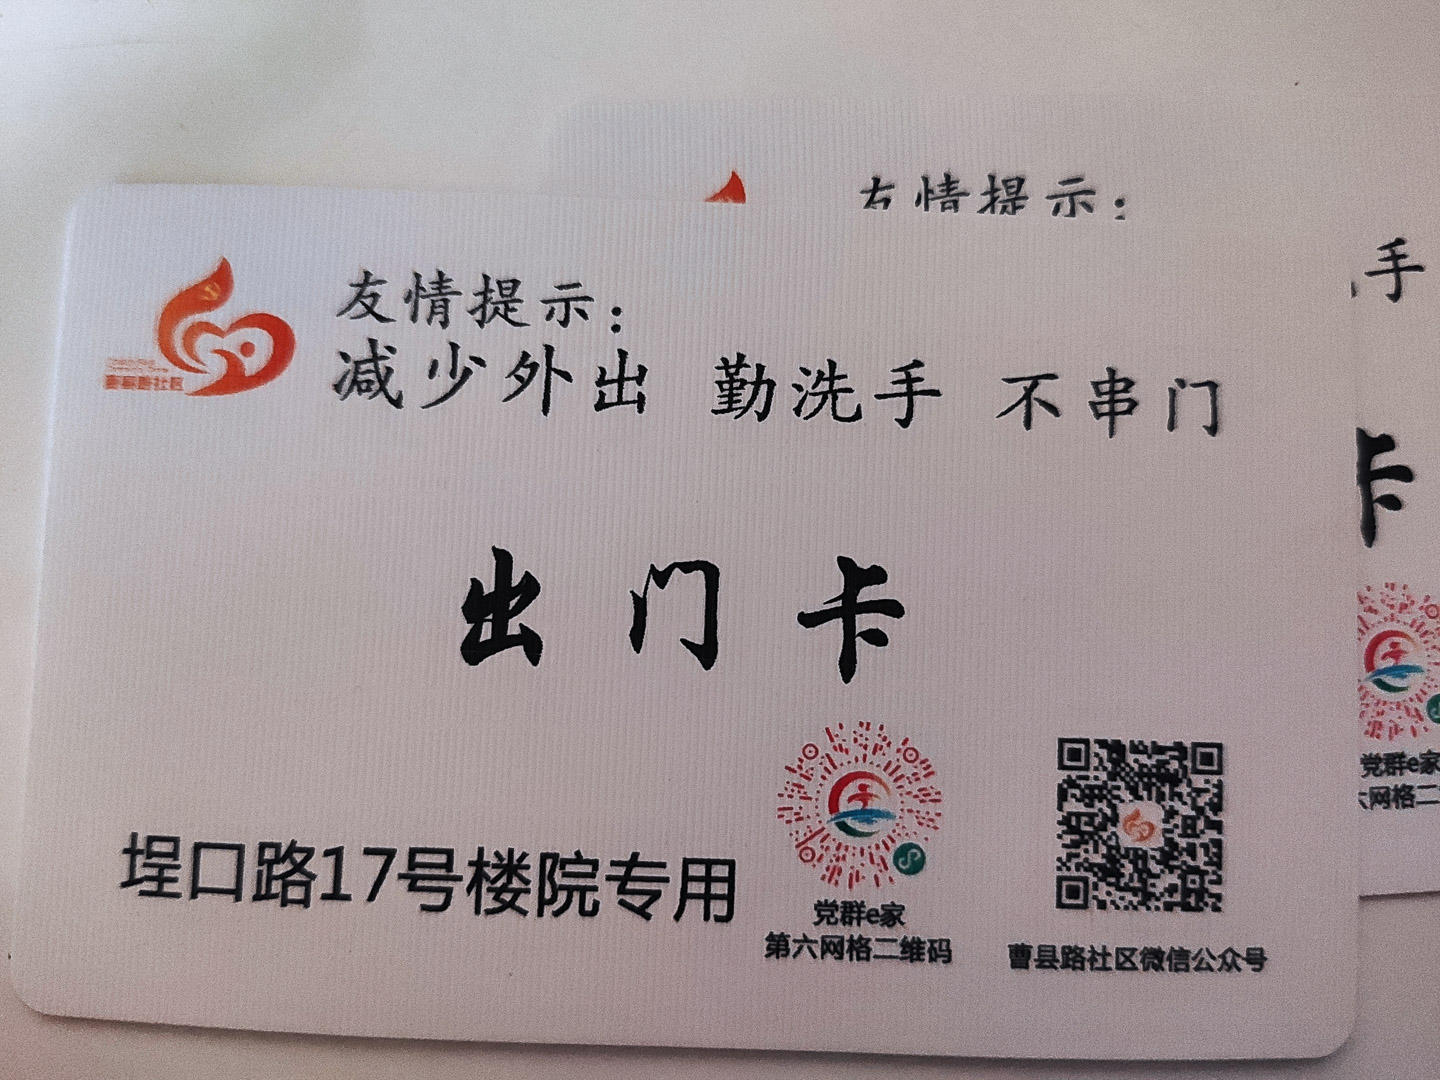 友情提示:
手
卡
党群e家
网格二
友情提示:
减少外出 勤洗手 不串门
曹县路社区
出门卡
埕口路17号楼院专用
党群e家
第六网格二维码
曹县路社区微信公众号